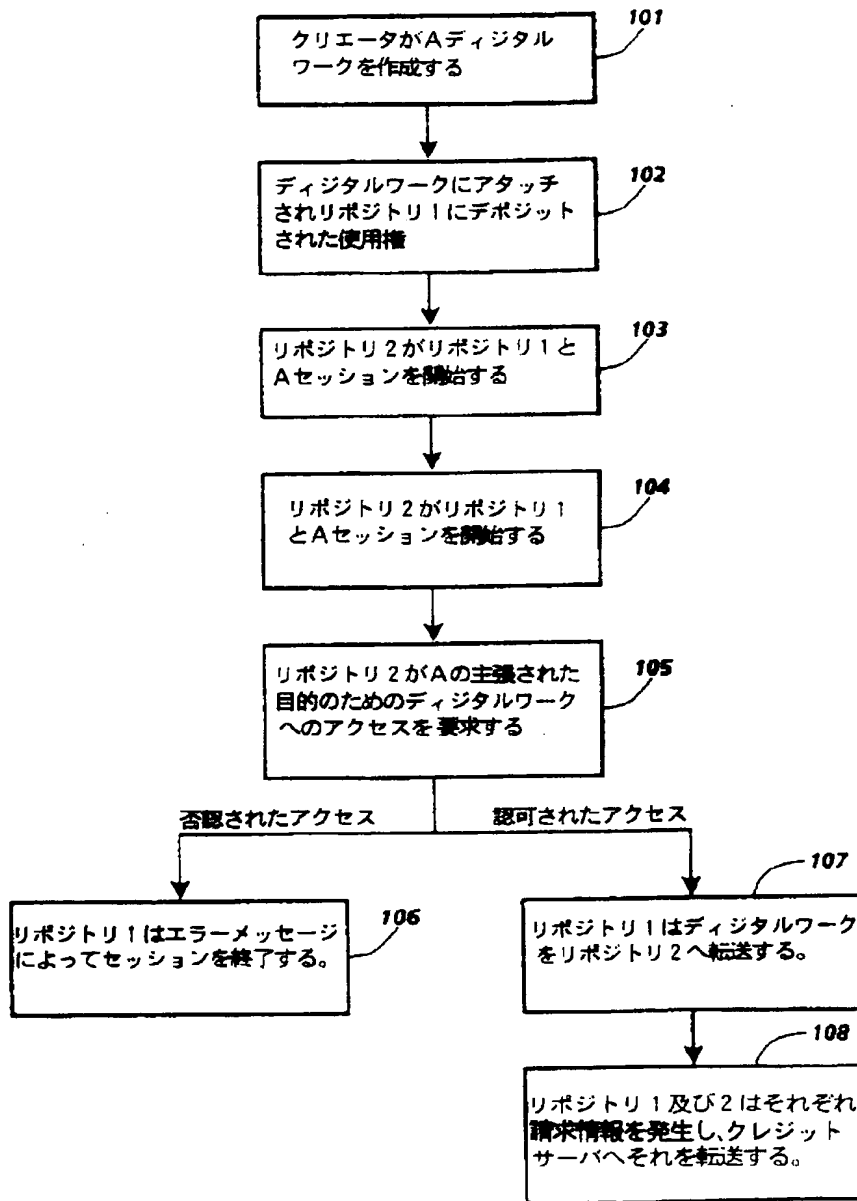 101
クリエータがAディジタル
ワークを作成する
102
ディジタルワークにアタッチ
されリポジトリ1にデポジット
された使用権
103
リポジトリ2がリポジトリ1と
Aセッションを開始する
104
リポジトリ2がリポジトリ1
とAセッションを開始する
105
リポジトリ2がAの主張された
目的のためのディジタルワーク
へのアクセスを要求する
否認されたアクセス
認可されたアクセス
106
リポジトリ1はエラーメッセージ
によってセッションを終了する。
107
リポジトリ1はディジタルワーク
をリポジトリ2へ転送する。
108
リポジトリ1及び2はそれぞれ
請求情報を発生し、クレジット
サーバへそれを転送する。